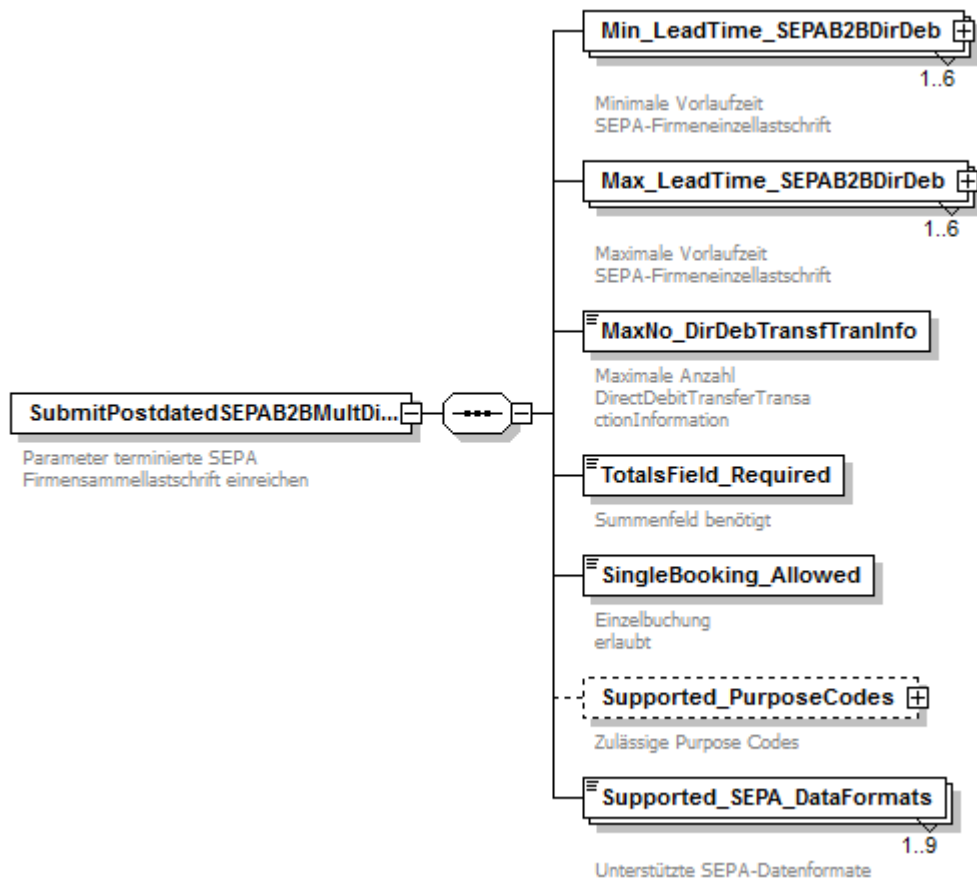 Min_LeadTime_SEPAB2BDirDeb
1..6
Minimale Vorlaufzeit
SEPA-Firmeneinzellastschrift
Max_LeadTime_SEPAB2BDirDeb
1..6
Maximale Vorlaufzeit
SEPA-Firmeneinzellastschrift
MaxNo_DirDebTransfTranInfo
Maximale Anzahl
DirectDebitTransferTransa
ctionInformation
SubmitPostdatedSEPAB2BMultDi...
Parameter terminierte SEPA
Firmensammellastschrift einreichen
TotalsField_Required
Summenfeld benötigt
SingleBooking_Allowed
Einzelbuchung
erlaubt
Supported_PurposeCodes
Zulässige Purpose Codes
Supported_SEPA_DataFormats
1..9
Unterstützte SEPA-Datenformate